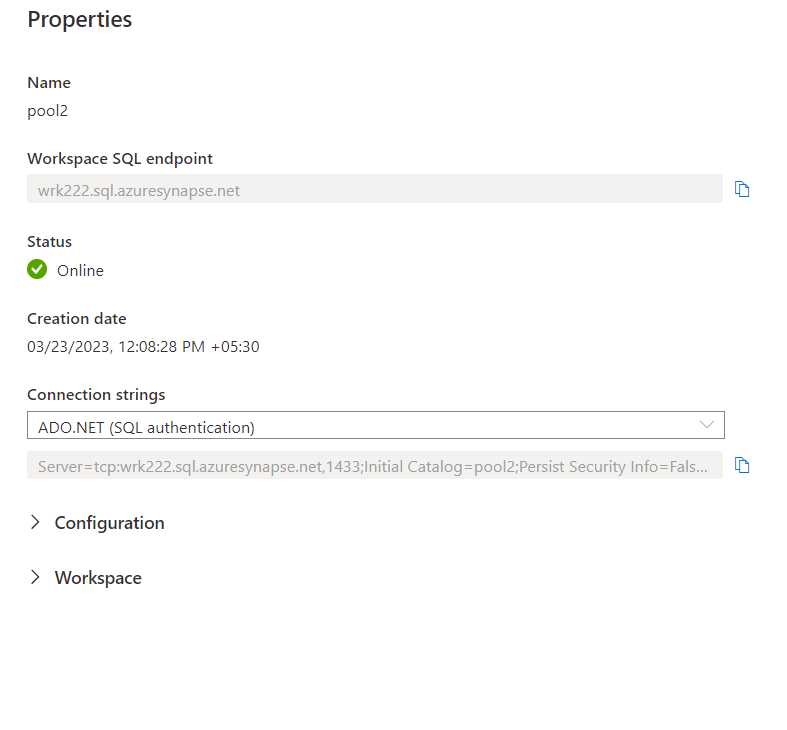 Properties
Name
pool2
Workspace SQL endpoint
wrk222.sql.azuresynapse.net
Status
Online
Creation date
03/23/2023, 12:08:28 PM +05:30
Connection strings
ADO.NET (SQL authentication)
Server=tcp:wrk222.sql.azuresynapse.net,1433;Initial Catalog=pool2;Persist Security Info=Fals...
Configuration
Workspace